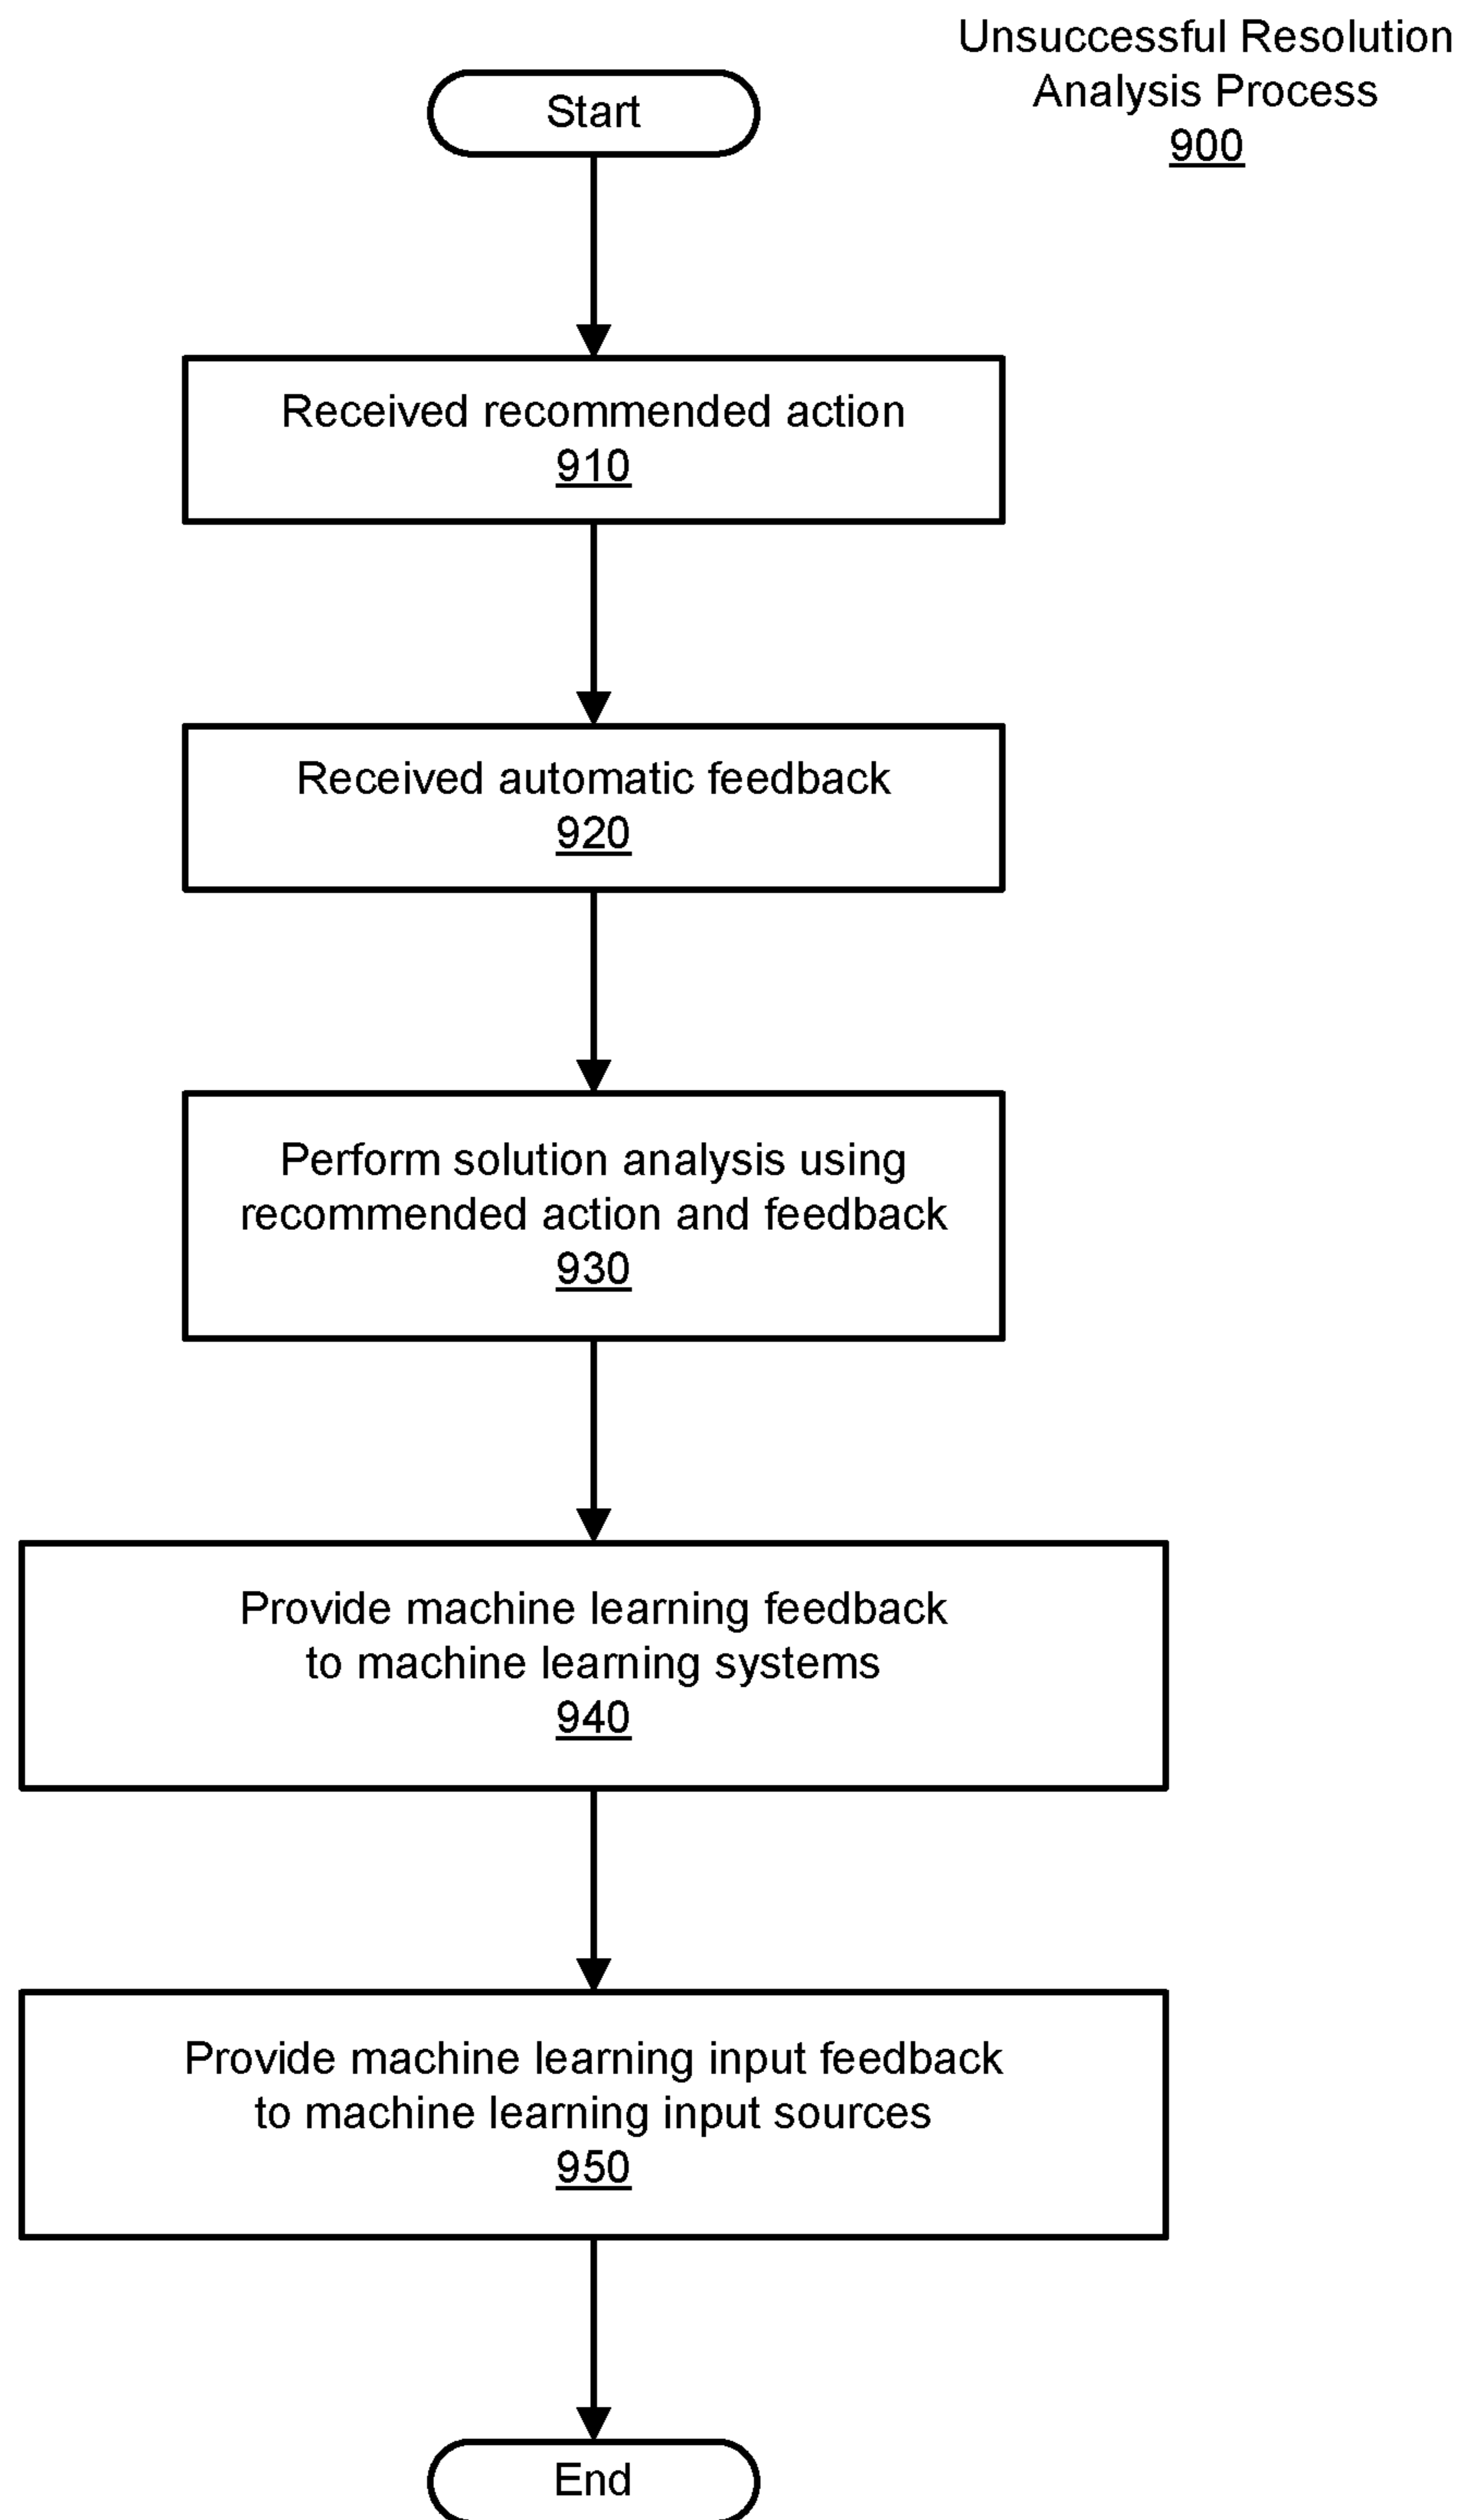 Unsuccessful Resolution
Analysis Process
900
Start
Received recommended action
910
Received automatic feedback
920
Perform solution analysis using
recommended action and feedback
930
Provide machine learning feedback
to machine learning systems
940
Provide machine learning input feedback
to machine learning input sources
950
End